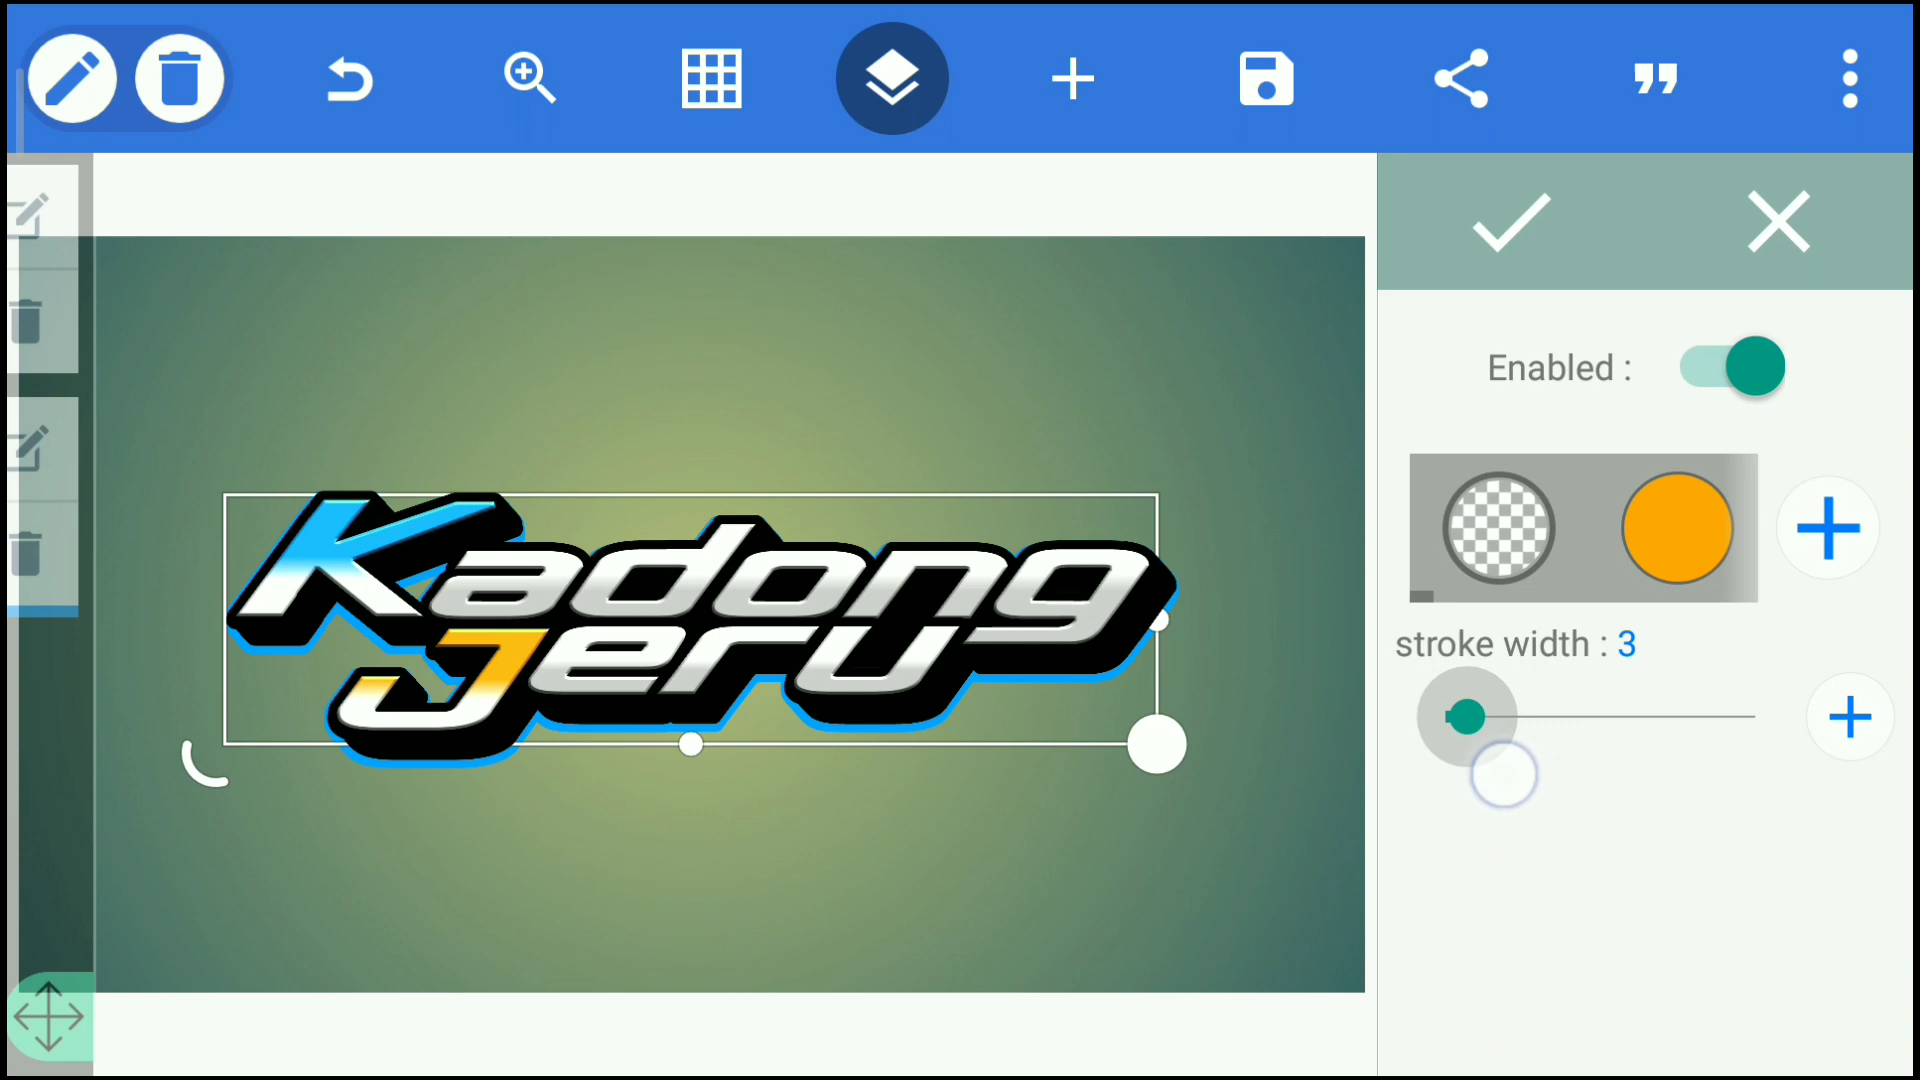 Enabled :
Kadong
Jeru
stroke width : 3